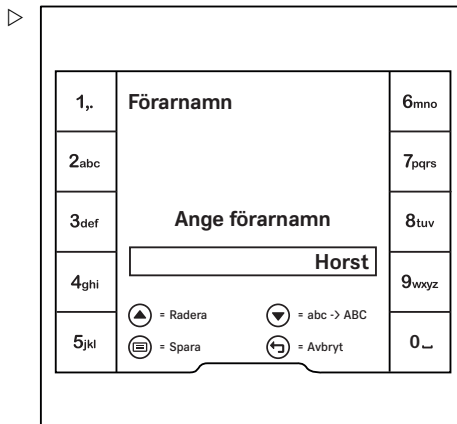 1,.
Förarnamn
6mno
2abc
7pqrs
3def
Ange förarnamn
8tuv
Horst
4ghi
9wxyz
= Radera
= abc -> ABC
5jkl
= Spara
= Avbryt
0⎵